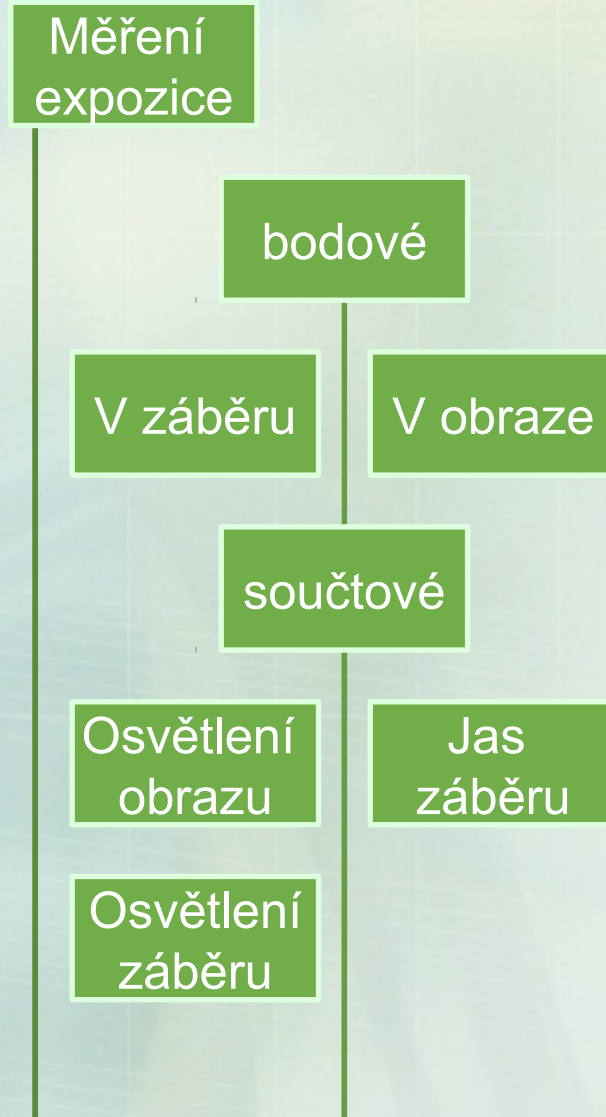 Měření
expozice
bodové
V záběru
V obraze
součtové
Osvětlení
obrazu
Jas
záběru
Osvětlení
záběru